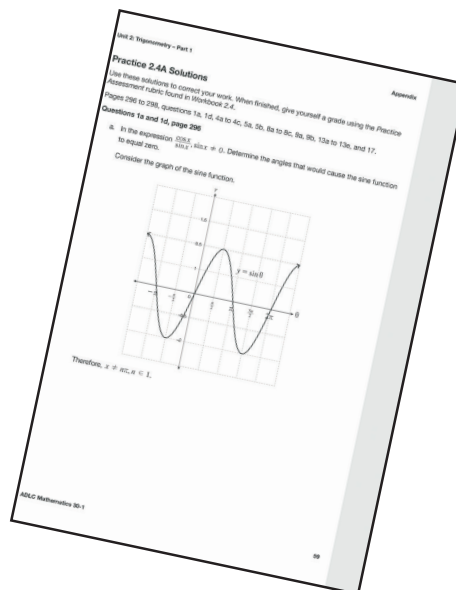 Unit 2: Trigonometry – Part 1
Appendix
Practice 2.4A Solutions
Use these solutions to correct your work. When finished, give yourself a grade using the Practice
Assessment rubric found in Workbook 2.4.
Pages 296 to 298, questions 1a, 1d, 4a to 4c, 5a, 5b, 8a to 8c, 9a, 9b, 13a to 13e, and 17.
Questions 1a and 1d, page 296
a. In the expression cos x / sin x, sin x ≠ 0. Determine the angles that would cause the sine function
to equal zero.
Consider the graph of the sine function.
y = sin θ
θ
Therefore, x ≠ nπ, n ∈ I.
ADLC Mathematics 30-1
59